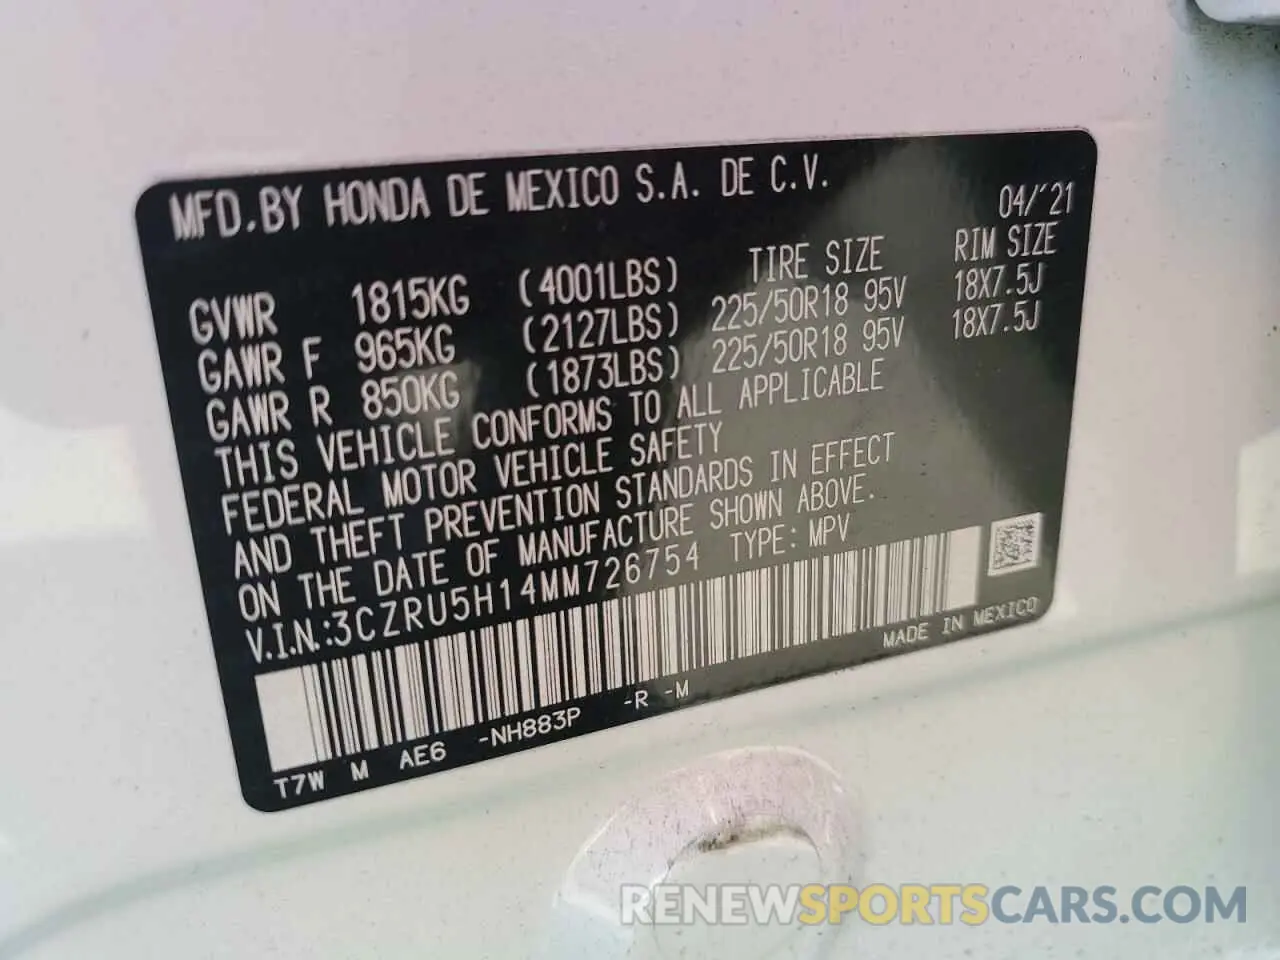 MFD.BY HONDA DE MEXICO S.A. DE C.V.
04/'21
TIRE SIZE RIM SIZE
GVWR 1815KG (4001LBS)
GAWR F 965KG (2127LBS) 225/50R18 95V 18X7.5J
GAWR R 850KG (1873LBS) 225/50R18 95V 18X7.5J
THIS VEHICLE CONFORMS TO ALL APPLICABLE
FEDERAL MOTOR VEHICLE SAFETY
AND THEFT PREVENTION STANDARDS IN EFFECT
ON THE DATE OF MANUFACTURE SHOWN ABOVE.
V.I.N.:3CZRU5H14MM726754 TYPE: MPV
MADE IN MEXICO
T7W M AE6 -NH883P -R -M
RENEWSPORTSCARS.COM